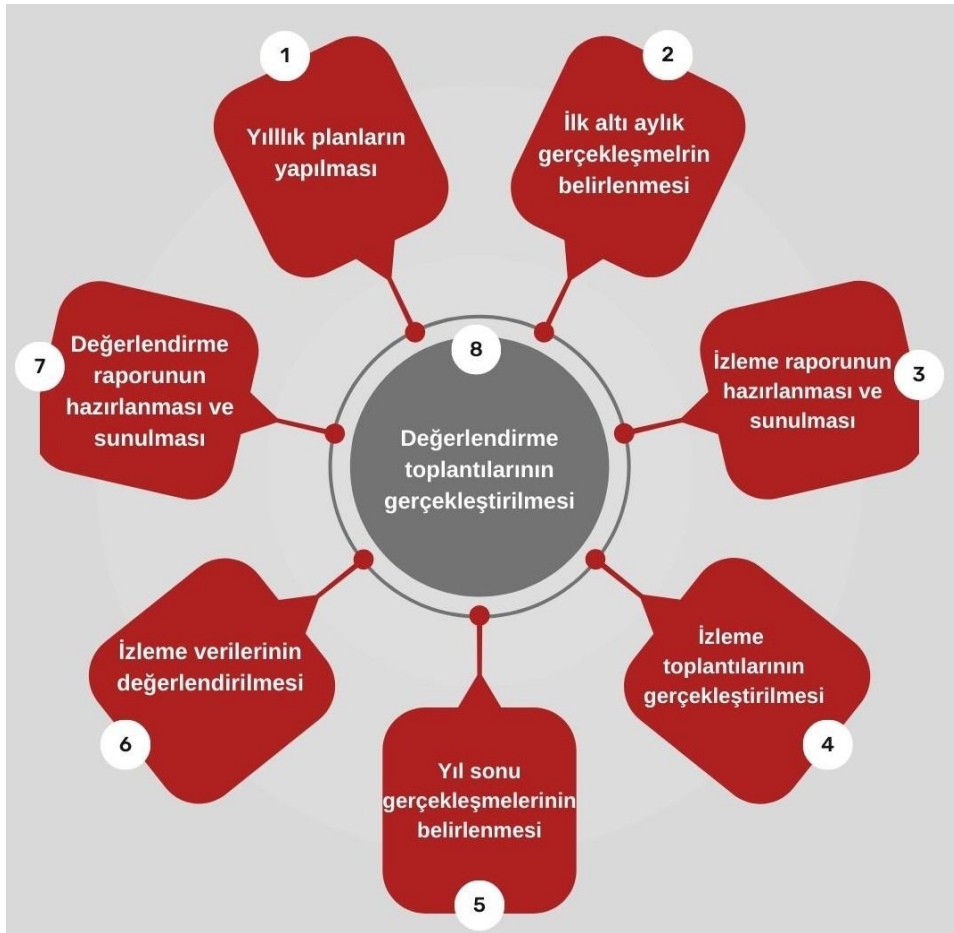 1
Yılllık planların
yapılması
2
İlk altı aylık
gerçekleşmelrin
belirlenmesi
3
İzleme raporunun
hazırlanması ve
sunulması
4
İzleme
toplantılarının
gerçekleştirilmesi
5
Yıl sonu
gerçekleşmelerinin
belirlenmesi
6
İzleme verilerinin
değerlendirilmesi
7
Değerlendirme
raporunun
hazırlanması ve
sunulması
8
Değerlendirme
toplantılarının
gerçekleştirilmesi